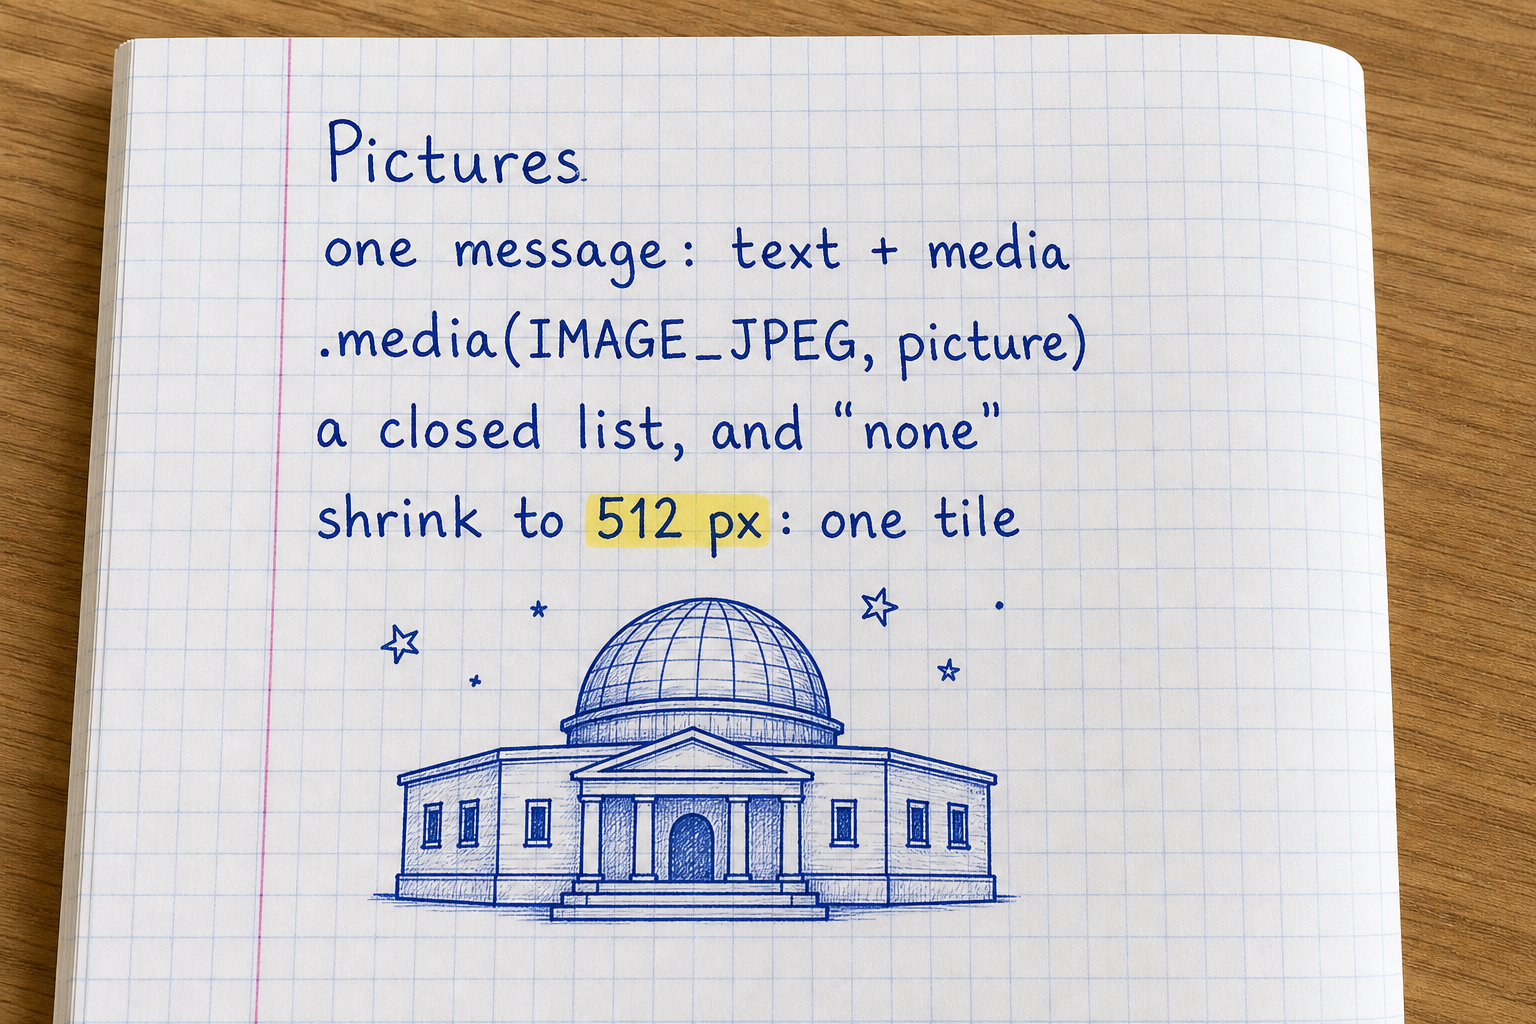 Pictures
one message: text + media
.media(IMAGE_JPEG, picture)
a closed list, and “none”
shrink to 512 px: one tile